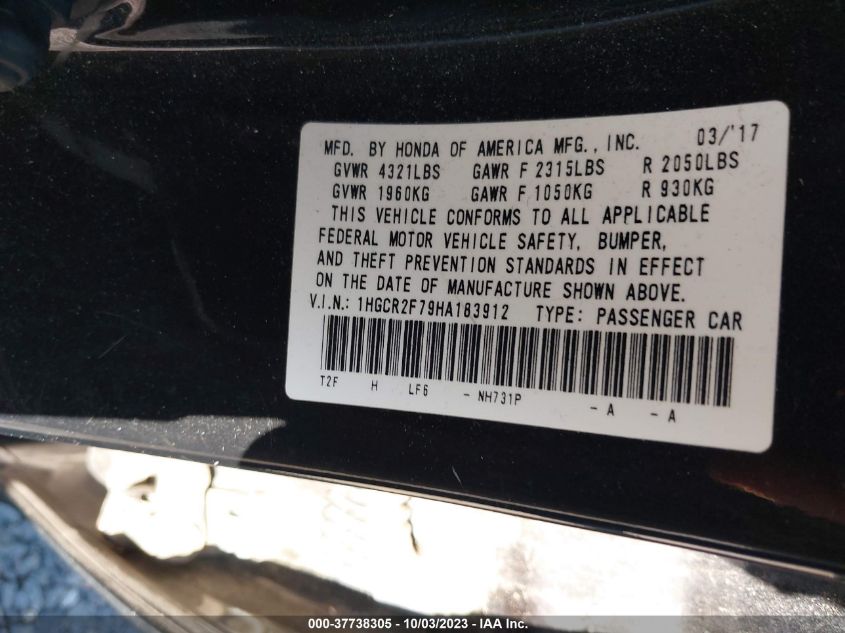 MFD. BY HONDA OF AMERICA MFG., INC. 03/'17
GVWR 4321LBS GAWR F 2315LBS R 2050LBS
GVWR 1960KG GAWR F 1050KG R 930KG
THIS VEHICLE CONFORMS TO ALL APPLICABLE
FEDERAL MOTOR VEHICLE SAFETY, BUMPER,
AND THEFT PREVENTION STANDARDS IN EFFECT
ON THE DATE OF MANUFACTURE SHOWN ABOVE.
V.I.N.: 1HGCR2F79HA183912 TYPE: PASSENGER CAR
T2F H LF6 - NH731P - A - A
000-37738305 - 10/03/2023 - IAA Inc.